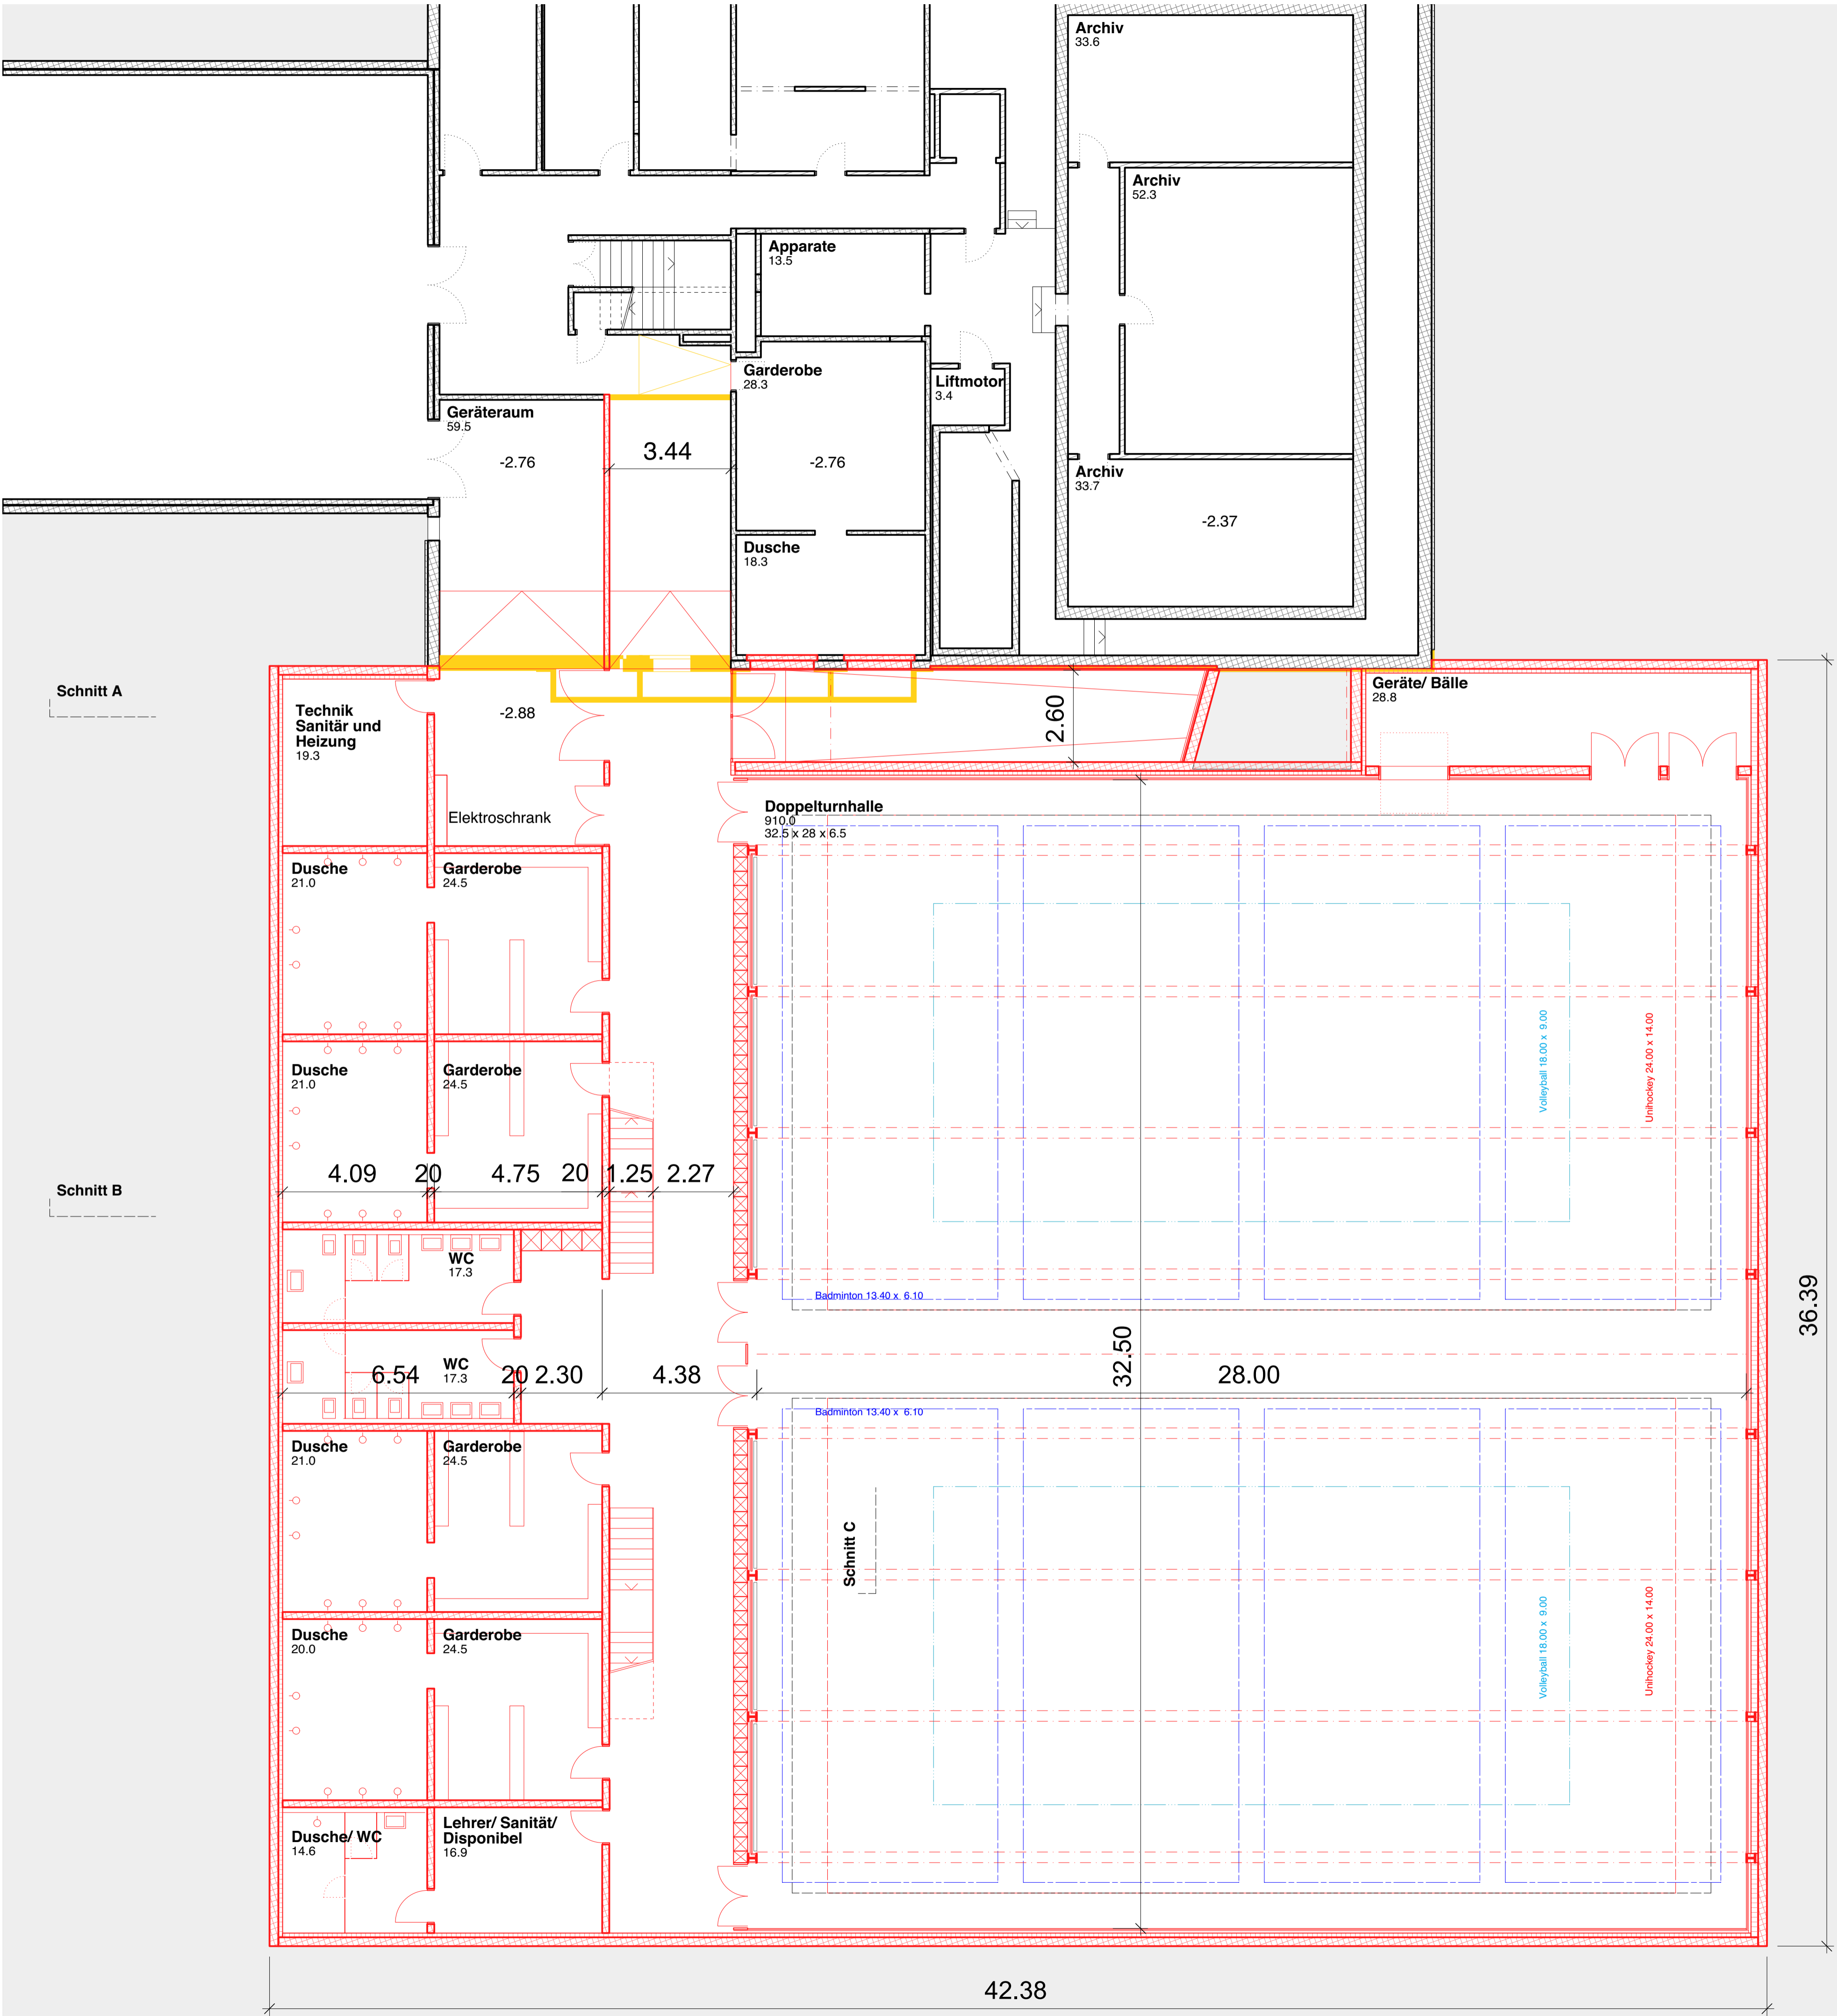 Archiv
33.6
Archiv
52.3
Apparate
13.5
Garderobe
28.3
Liftmotor
3.4
Geräteraum
59.5
-2.76
3.44
-2.76
Archiv
33.7
-2.37
Dusche
18.3
Schnitt A
Technik
Sanitär und
Heizung
19.3
-2.88
2.60
Geräte/ Bälle
28.8
Elektroschrank
Doppelturnhalle
910.0
32.5 x 28 x 6.5
Dusche
21.0
Garderobe
24.5
Volleyball 18.00 x 9.00
Unihockey 24.00 x 14.00
Dusche
21.0
Garderobe
24.5
Schnitt B
4.09
20
4.75
20
1.25
2.27
WC
17.3
Badminton 13.40 x 6.10
36.39
WC
17.3
6.54
20
2.30
4.38
32.50
28.00
Badminton 13.40 x 6.10
Dusche
21.0
Garderobe
24.5
Schnitt C
Volleyball 18.00 x 9.00
Unihockey 24.00 x 14.00
Dusche
20.0
Garderobe
24.5
Dusche/ WC
14.6
Lehrer/ Sanität/
Disponibel
16.9
42.38